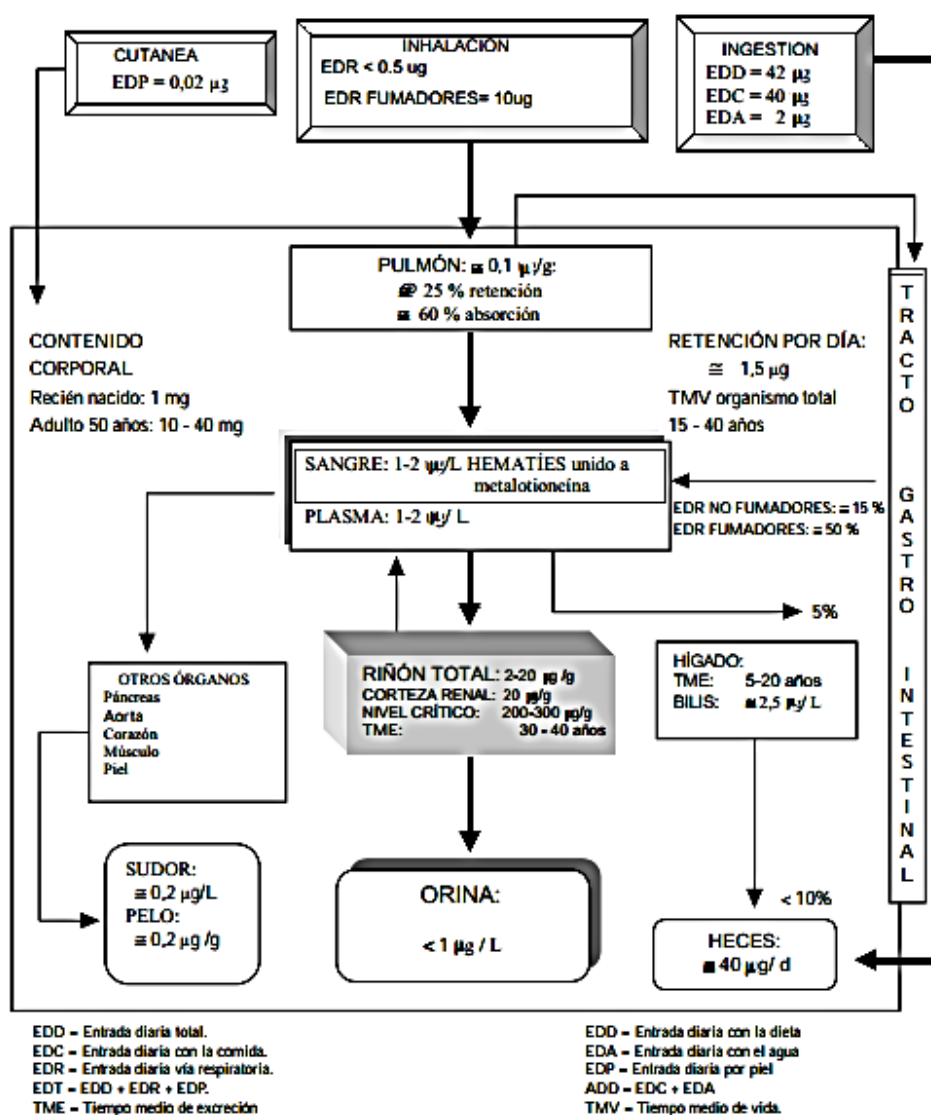 CUTANEA
EDP = 0,02 µg
INHALACIÓN
EDR < 0.5 ug
EDR FUMADORES= 10ug
INGESTION
EDD = 42 µg
EDC = 40 µg
EDA = 2 µg
PULMÓN: ≅ 0,1 µ/g:
25 % retención
≅ 60 % absorción
CONTENIDO
CORPORAL
Recién nacido: 1 mg
Adulto 50 años: 10 - 40 mg
RETENCIÓN POR DÍA:
≅ 1,5 µg
TMV organismo total
15 - 40 años
SANGRE: 1-2 µg/L HEMATÍES unido a
metalotioneína
PLASMA: 1-2 µg/ L
EDR NO FUMADORES: = 15 %
EDR FUMADORES: = 50 %
5%
TRACTO GASTRO INTESTINAL
OTROS ÓRGANOS
Páncreas
Aorta
Corazón
Músculo
Piel
RIÑÓN TOTAL: 2-20 µg /g
CORTEZA RENAL: 20 µg/g
NIVEL CRÍTICO: 200-300 µg/g
TME: 30 - 40 años
HÍGADO:
TME: 5-20 años
BILIS: ≅ 2,5 µg/ L
SUDOR:
≅ 0,2 µg/L
PELO:
≅ 0,2 µg /g
ORINA:
< 1 µg / L
< 10%
HECES:
≅ 40 µg/ d
EDD = Entrada diaria total.
EDC = Entrada diaria con la comida.
EDR = Entrada diaria vía respiratoria.
EDT = EDD + EDR + EDP.
TME = Tiempo medio de excreción
EDD = Entrada diaria con la dieta
EDA = Entrada diaria con el agua
EDP = Entrada diaria por piel
ADD = EDC + EDA
TMV = Tiempo medio de vida.